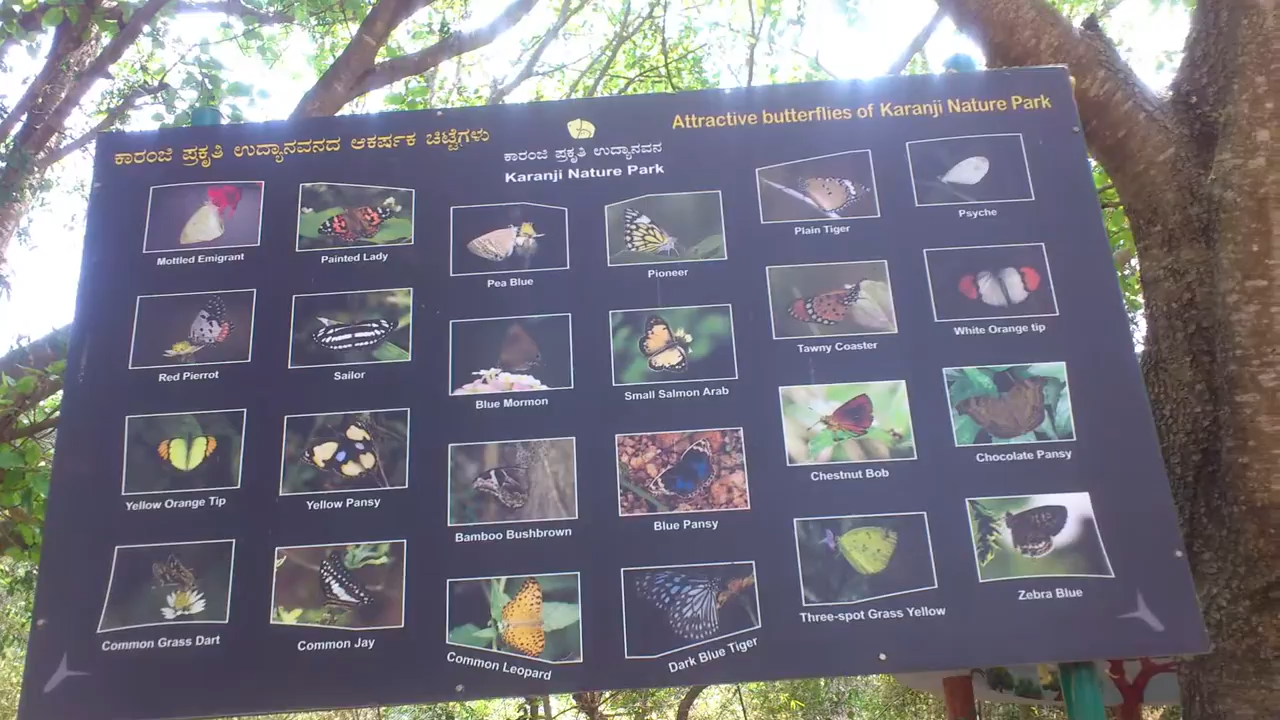 ಕಾರಂಜಿ ಪ್ರಕೃತಿ ಉದ್ಯಾನವನದ ಆಕರ್ಷಕ ಚಿಟ್ಟೆಗಳು
ಕಾರಂಜಿ ಪ್ರಕೃತಿ ಉದ್ಯಾನವನ
Karanji Nature Park
Attractive butterflies of Karanji Nature Park
Mottled Emigrant
Painted Lady
Pea Blue
Pioneer
Plain Tiger
Psyche
Red Pierrot
Sailor
Blue Mormon
Small Salmon Arab
Tawny Coaster
White Orange tip
Yellow Orange Tip
Yellow Pansy
Bamboo Bushbrown
Blue Pansy
Chestnut Bob
Chocolate Pansy
Common Grass Dart
Common Jay
Common Leopard
Dark Blue Tiger
Three-spot Grass Yellow
Zebra Blue